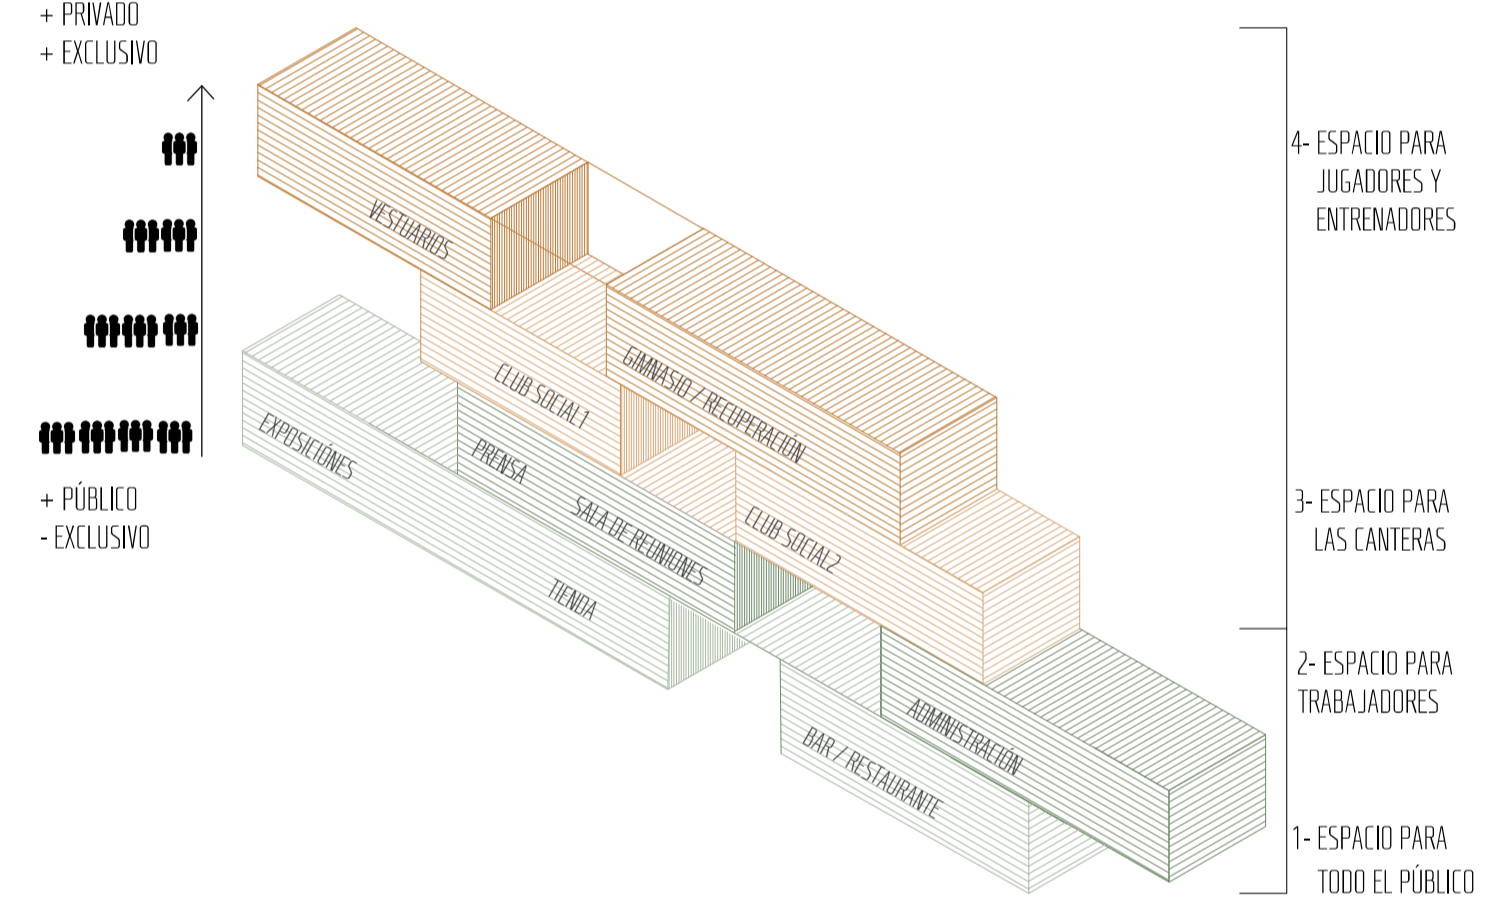 + PRIVADO
+ EXCLUSIVO
+ PÚBLICO
- EXCLUSIVO
VESTUARIOS
GIMNASIO / RECUPERACIÓN
CLUB SOCIAL1
CLUB SOCIAL2
EXPOSICIÓNES
PRENSA
SALA DE REUNIONES
TIENDA
ADMINISTRACIÓN
BAR / RESTAURANTE
4- ESPACIO PARA
JUGADORES Y
ENTRENADORES
3- ESPACIO PARA
LAS CANTERAS
2- ESPACIO PARA
TRABAJADORES
1- ESPACIO PARA
TODO EL PÚBLICO